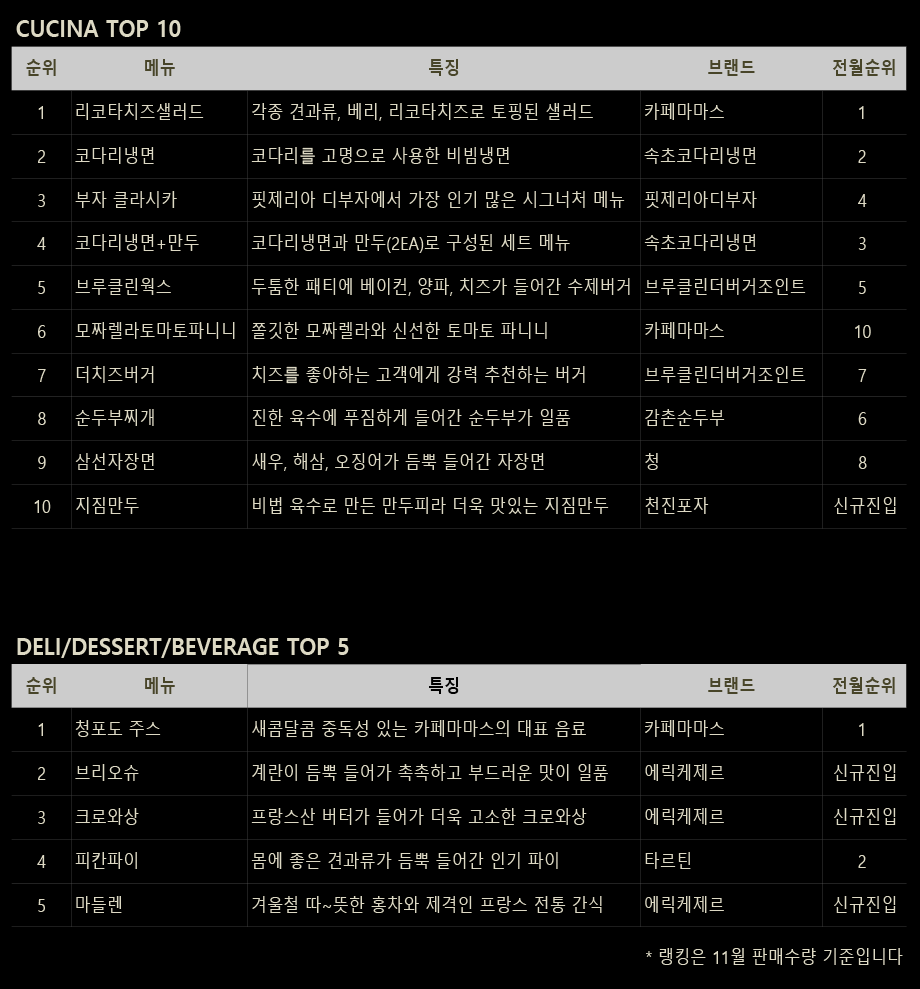 CUCINA TOP 10
순위 메뉴 특징 브랜드 전월순위
1 리코타치즈샐러드 각종 견과류, 베리, 리코타치즈로 토핑된 샐러드 카페마마스 1
2 코다리냉면 코다리를 고명으로 사용한 비빔냉면 속초코다리냉면 2
3 부자 클라시카 핏제리아 디부자에서 가장 인기 많은 시그너처 메뉴 핏제리아디부자 4
4 코다리냉면+만두 코다리냉면과 만두(2EA)로 구성된 세트 메뉴 속초코다리냉면 3
5 브루클린웍스 두툼한 패티에 베이컨, 양파, 치즈가 들어간 수제버거 브루클린더버거조인트 5
6 모짜렐라토마토파니니 쫄깃한 모짜렐라와 신선한 토마토 파니니 카페마마스 10
7 더치즈버거 치즈를 좋아하는 고객에게 강력 추천하는 버거 브루클린더버거조인트 7
8 순두부찌개 진한 육수에 푸짐하게 들어간 순두부가 일품 감촌순두부 6
9 삼선자장면 새우, 해삼, 오징어가 듬뿍 들어간 자장면 청 8
10 지짐만두 비법 육수로 만든 만두피라 더욱 맛있는 지짐만두 천진포자 신규진입
DELI/DESSERT/BEVERAGE TOP 5
순위 메뉴 특징 브랜드 전월순위
1 청포도 주스 새콤달콤 중독성 있는 카페마마스의 대표 음료 카페마마스 1
2 브리오슈 계란이 듬뿍 들어가 촉촉하고 부드러운 맛이 일품 에릭케제르 신규진입
3 크로와상 프랑스산 버터가 들어가 더욱 고소한 크로와상 에릭케제르 신규진입
4 피칸파이 몸에 좋은 견과류가 듬뿍 들어간 인기 파이 타르틴 2
5 마들렌 겨울철 따~뜻한 홍차와 제격인 프랑스 전통 간식 에릭케제르 신규진입
* 랭킹은 11월 판매수량 기준입니다